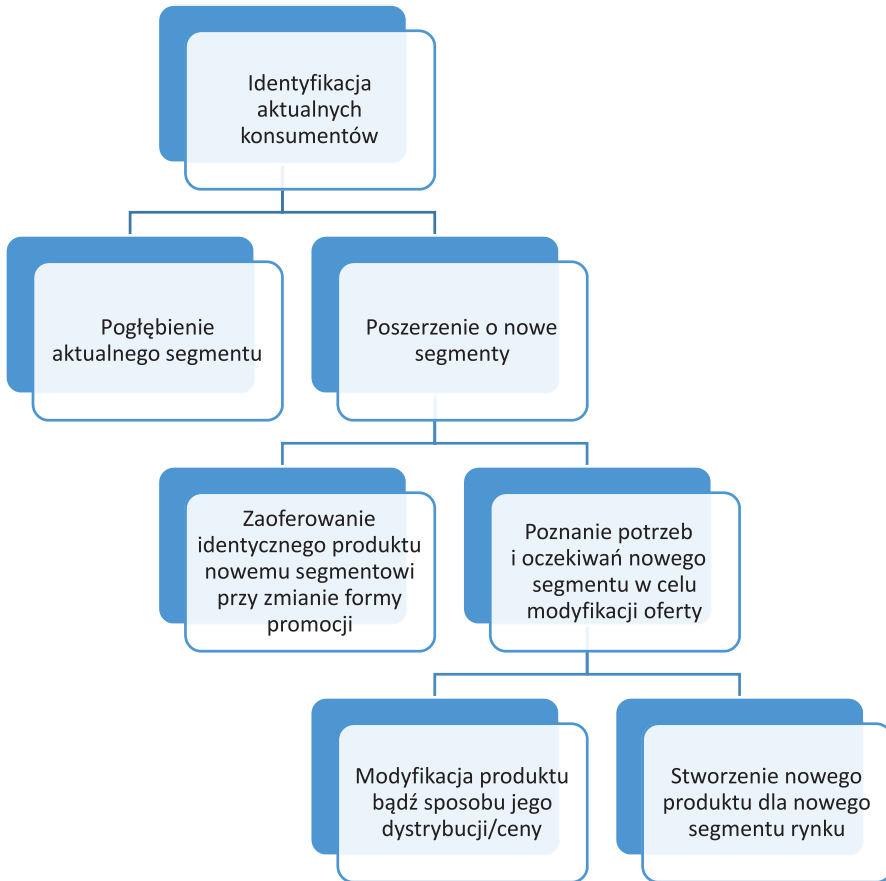 Identyfikacja
aktualnych
konsumentów
Pogłębienie
aktualnego segmentu
Poszerzenie o nowe
segmenty
Zaoferowanie
identycznego produktu
nowemu segmentowi
przy zmianie formy
promocji
Poznanie potrzeb
i oczekiwań nowego
segmentu w celu
modyfikacji oferty
Modyfikacja produktu
bądź sposobu jego
dystrybucji/ceny
Stworzenie nowego
produktu dla nowego
segmentu rynku